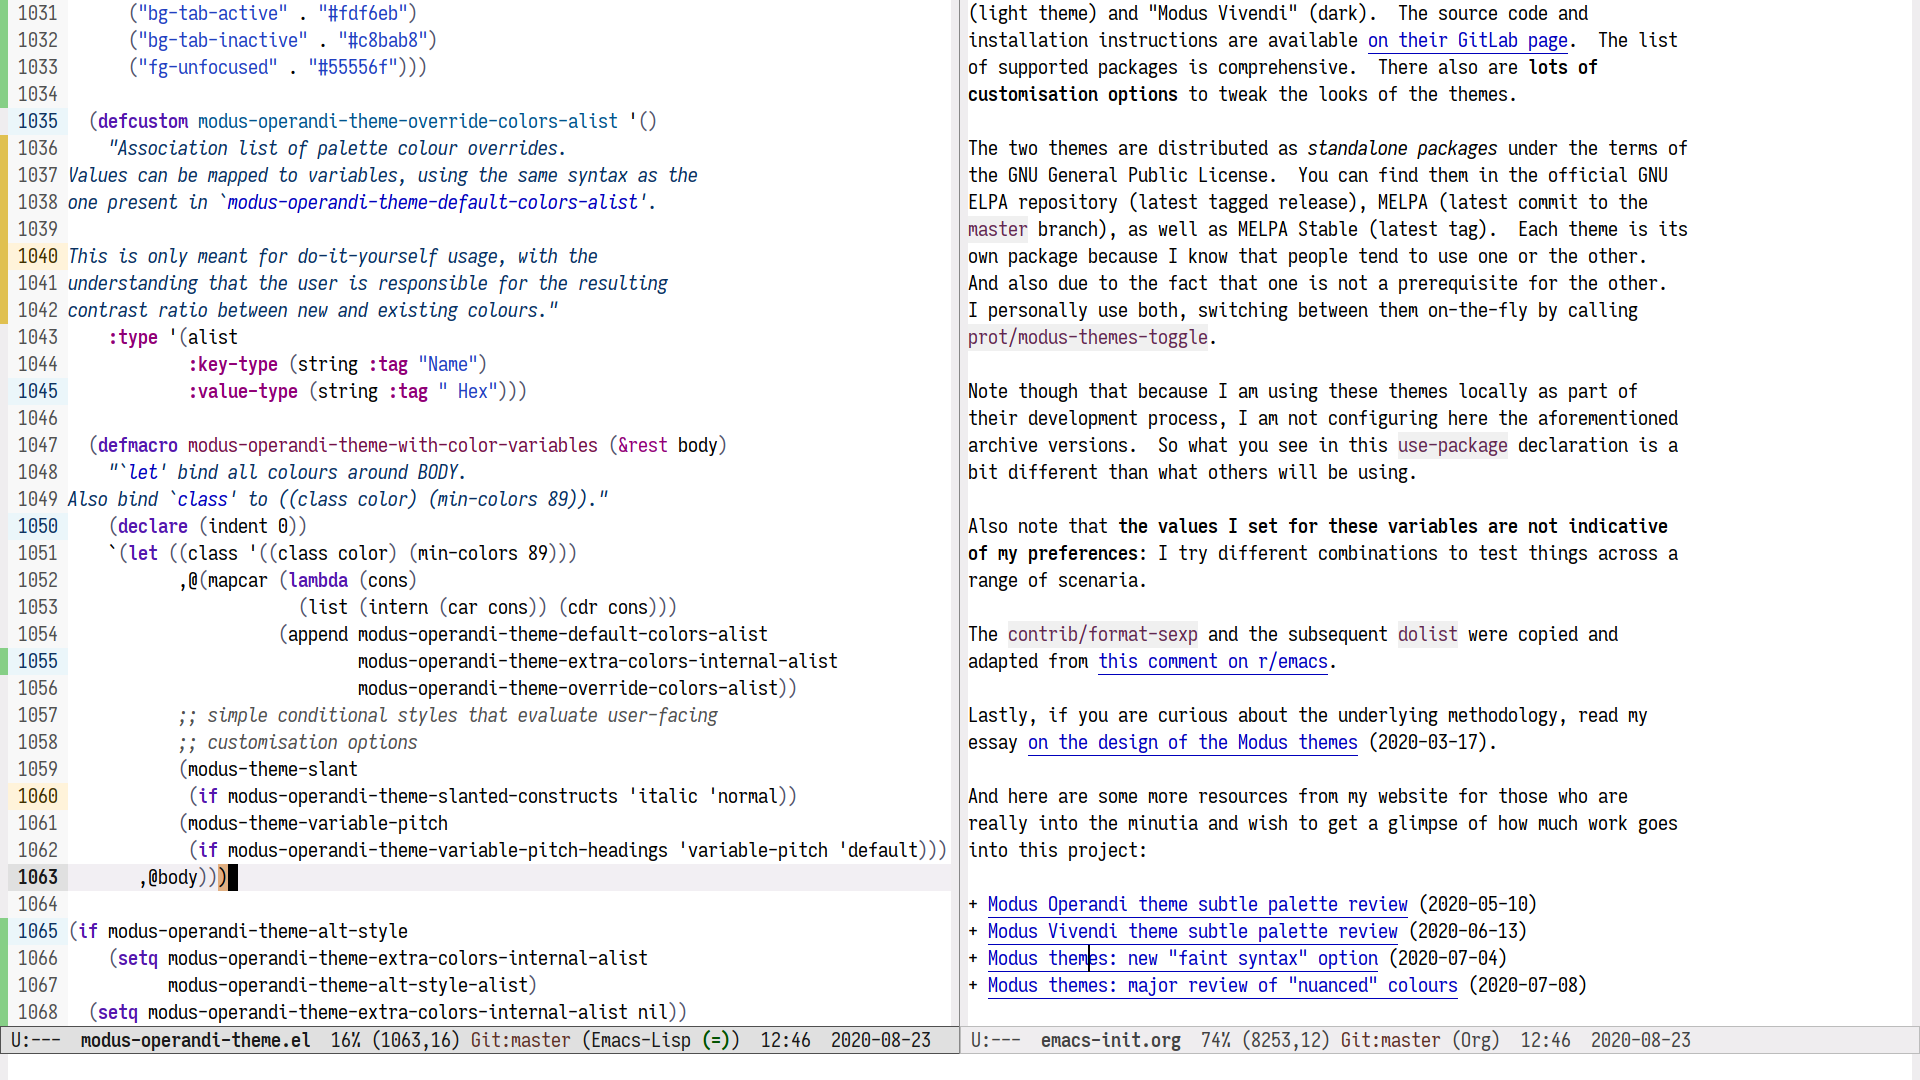 1031      ("bg-tab-active" . "#fdf6eb")
1032      ("bg-tab-inactive" . "#c8bab8")
1033      ("fg-unfocused" . "#55556f")))
1034
1035  (defcustom modus-operandi-theme-override-colors-alist '()
1036    "Association list of palette colour overrides.
1037 Values can be mapped to variables, using the same syntax as the
1038 one present in `modus-operandi-theme-default-colors-alist'.
1039
1040 This is only meant for do-it-yourself usage, with the
1041 understanding that the user is responsible for the resulting
1042 contrast ratio between new and existing colours."
1043    :type '(alist
1044            :key-type (string :tag "Name")
1045            :value-type (string :tag " Hex")))
1046
1047  (defmacro modus-operandi-theme-with-color-variables (&rest body)
1048    "`let' bind all colours around BODY.
1049 Also bind `class' to ((class color) (min-colors 89))."
1050    (declare (indent 0))
1051    `(let ((class '((class color) (min-colors 89)))
1052           ,@(mapcar (lambda (cons)
1053                       (list (intern (car cons)) (cdr cons)))
1054                     (append modus-operandi-theme-default-colors-alist
1055                             modus-operandi-theme-extra-colors-internal-alist
1056                             modus-operandi-theme-override-colors-alist))
1057           ;; simple conditional styles that evaluate user-facing
1058           ;; customisation options
1059           (modus-theme-slant
1060            (if modus-operandi-theme-slanted-constructs 'italic 'normal))
1061           (modus-theme-variable-pitch
1062            (if modus-operandi-theme-variable-pitch-headings 'variable-pitch 'default)))
1063       ,@body)))
1064
1065 (if modus-operandi-theme-alt-style
1066    (setq modus-operandi-theme-extra-colors-internal-alist
1067          modus-operandi-theme-alt-style-alist)
1068  (setq modus-operandi-theme-extra-colors-internal-alist nil))
U:---  modus-operandi-theme.el  16% (1063,16) Git:master (Emacs-Lisp (=))  12:46  2020-08-23
(light theme) and "Modus Vivendi" (dark).  The source code and
installation instructions are available on their GitLab page.  The list
of supported packages is comprehensive.  There also are lots of
customisation options to tweak the looks of the themes.

The two themes are distributed as standalone packages under the terms of
the GNU General Public License.  You can find them in the official GNU
ELPA repository (latest tagged release), MELPA (latest commit to the
master branch), as well as MELPA Stable (latest tag).  Each theme is its
own package because I know that people tend to use one or the other.
And also due to the fact that one is not a prerequisite for the other.
I personally use both, switching between them on-the-fly by calling
prot/modus-themes-toggle.

Note though that because I am using these themes locally as part of
their development process, I am not configuring here the aforementioned
archive versions.  So what you see in this use-package declaration is a
bit different than what others will be using.

Also note that the values I set for these variables are not indicative
of my preferences: I try different combinations to test things across a
range of scenaria.

The contrib/format-sexp and the subsequent dolist were copied and
adapted from this comment on r/emacs.

Lastly, if you are curious about the underlying methodology, read my
essay on the design of the Modus themes (2020-03-17).

And here are some more resources from my website for those who are
really into the minutia and wish to get a glimpse of how much work goes
into this project:

+ Modus Operandi theme subtle palette review (2020-05-10)
+ Modus Vivendi theme subtle palette review (2020-06-13)
+ Modus themes: new "faint syntax" option (2020-07-04)
+ Modus themes: major review of "nuanced" colours (2020-07-08)
U:---  emacs-init.org  74% (8253,12) Git:master (Org)  12:46  2020-08-23